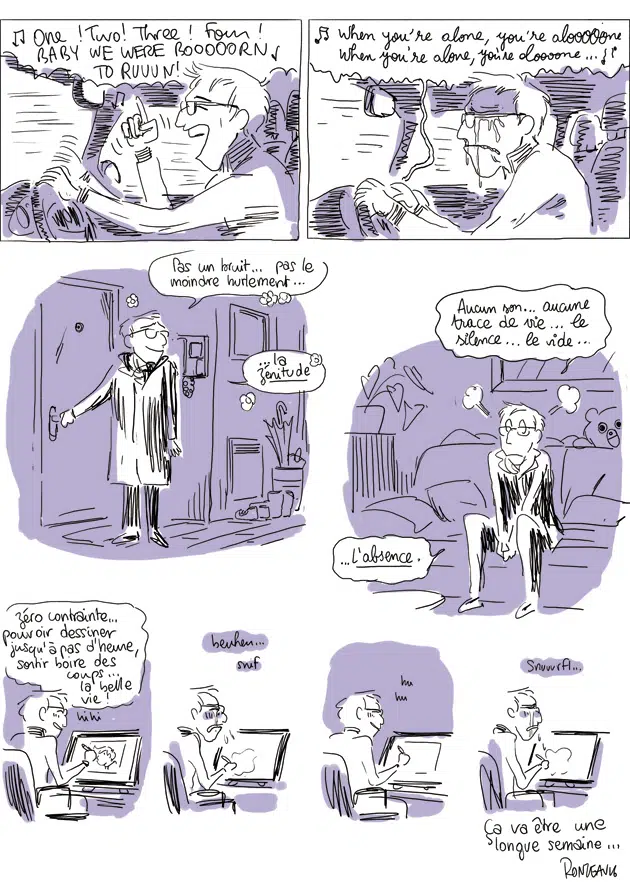 ♫ One ! Two! Three ! Four !
BABY WE WERE BOOOOORN ♪
TO RUUUN!
♫ When you're alone, you're aloooooone
When you're alone, you're aloooone ... ♪
Pas un bruit... pas le
moindre hurlement...
...la
zénitude
Aucun son... aucune
trace de vie... le
silence... le vide...
...L'absence.
Zéro contrainte...
pouvoir dessiner
jusqu'à pas d'heure,
sortir boire des
coups...
la belle
vie !
hihi
beuheu...
snif
hu
hu
Snuuurfl...
Ça va être une
longue semaine...
RONZEAU